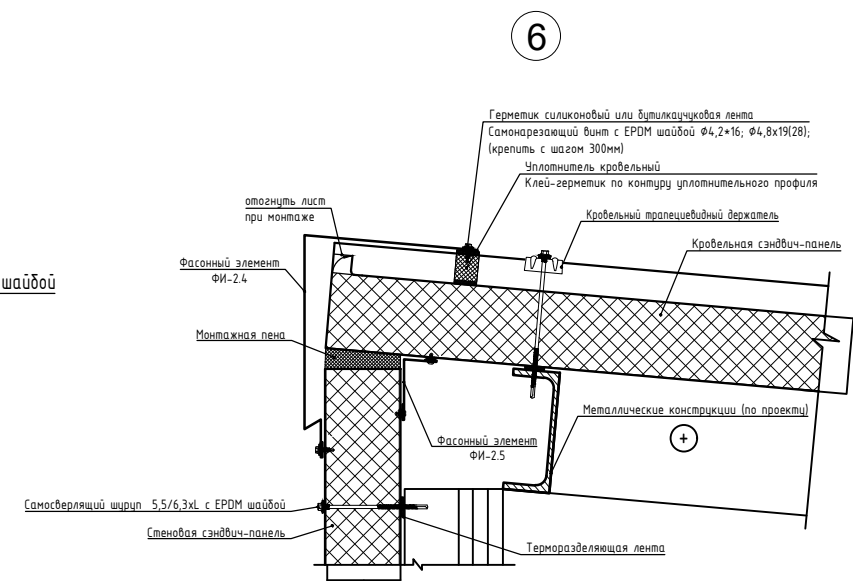 6
Герметик силиконовый или бутилкаучуковая лента
Самонарезающий винт с EPDM шайбой Ф4,2*16; Ф4,8х19(28);
(крепить с шагом 300мм)
Уплотнитель кровельный
Клей-герметик по контуру уплотнительного профиля
отогнуть лист
при монтаже
Кровельный трапециевидный держатель
Кровельная сэндвич-панель
Фасонный элемент
ФИ-2.4
шайбой
Монтажная пена
Металлические конструкции (по проекту)
+
Фасонный элемент
ФИ-2.5
Самосверлящий шуруп 5,5/6,3хL с EPDM шайбой
Стеновая сэндвич-панель
Терморазделяющая лента